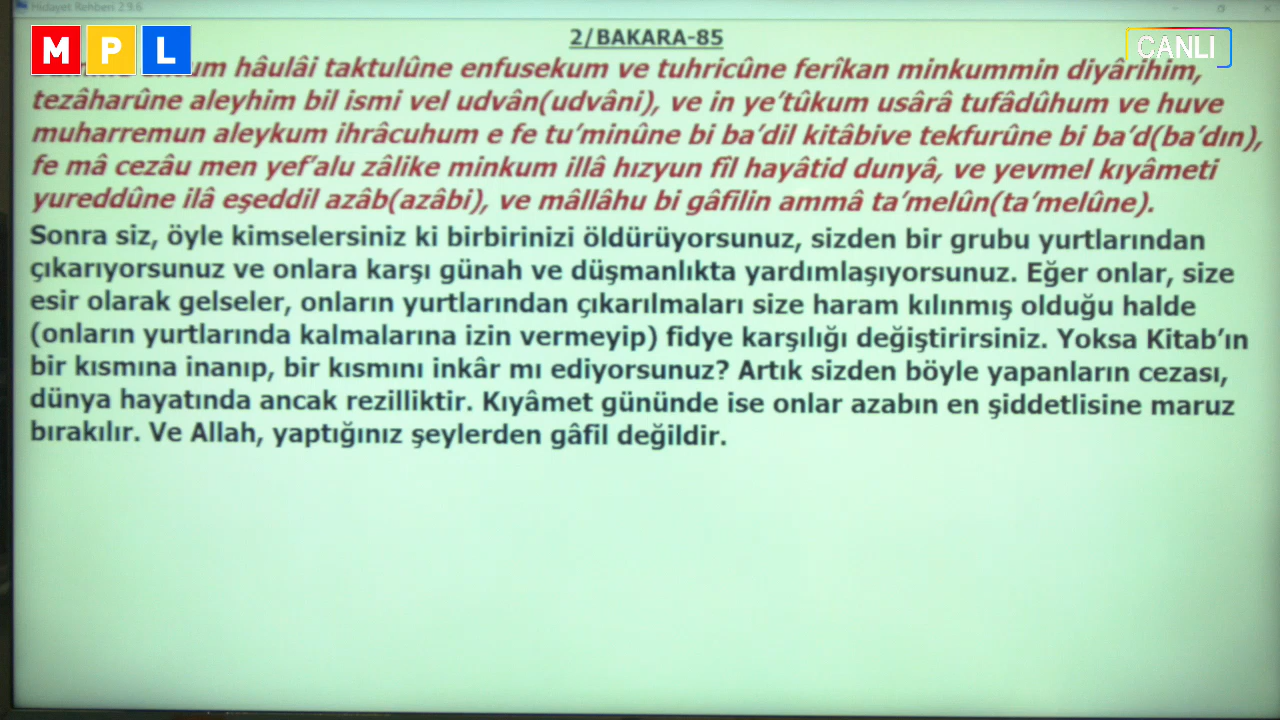 Hidayet Rehberi 2.9.6
2/BAKARA-85
MPL
CANLI
hâulâi taktulûne enfusekum ve tuhricûne ferîkan minkummin diyârihim,
tezâharûne aleyhim bil ismi vel udvân(udvâni), ve in ye’tûkum usârâ tufâdûhum ve huve
muharremun aleykum ihrâcuhum e fe tu’minûne bi ba’dil kitâbive tekfurûne bi ba’d(ba’dın),
fe mâ cezâu men yef’alu zâlike minkum illâ hızyun fîl hayâtid dunyâ, ve yevmel kıyâmeti
yureddûne ilâ eşeddil azâb(azâbi), ve mâllâhu bi gâfilin ammâ ta’melûn(ta’melûne).
Sonra siz, öyle kimselersiniz ki birbirinizi öldürüyorsunuz, sizden bir grubu yurtlarından
çıkarıyorsunuz ve onlara karşı günah ve düşmanlıkta yardımlaşıyorsunuz. Eğer onlar, size
esir olarak gelseler, onların yurtlarından çıkarılmaları size haram kılınmış olduğu halde
(onların yurtlarında kalmalarına izin vermeyip) fidye karşılığı değiştirirsiniz. Yoksa Kitab’ın
bir kısmına inanıp, bir kısmını inkâr mı ediyorsunuz? Artık sizden böyle yapanların cezası,
dünya hayatında ancak rezilliktir. Kıyâmet gününde ise onlar azabın en şiddetlisine maruz
bırakılır. Ve Allah, yaptığınız şeylerden gâfil değildir.